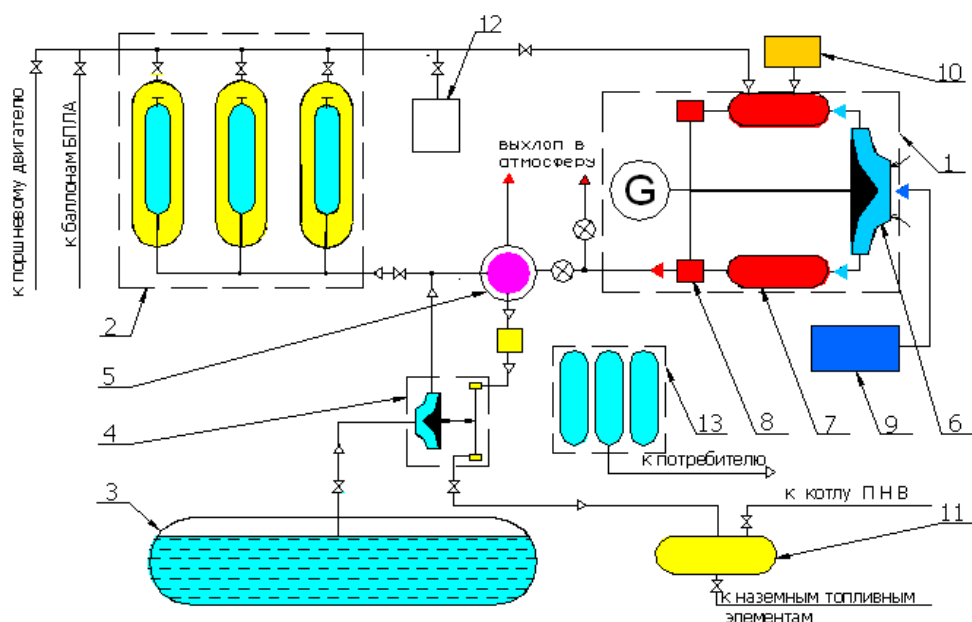 12
10
к поршневому двигателю
к баллонам БПЛА
выхлоп в
атмосферу
1
G
2
5
4
13
8
7
9
6
к потребителю
3
к котлу ПНВ
11
к наземным топливным
элементам